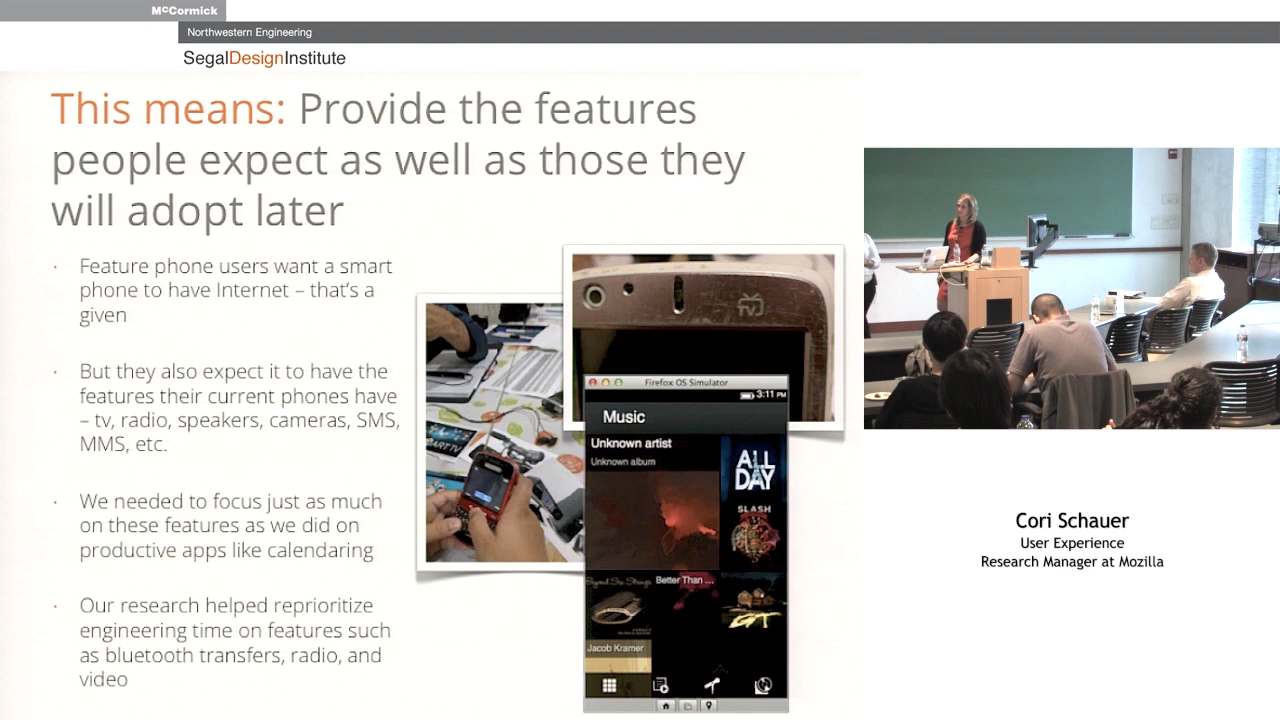 McCormick
Northwestern Engineering
SegalDesignInstitute
This means: Provide the features
people expect as well as those they
will adopt later
· Feature phone users want a smart
phone to have Internet – that's a
given
· But they also expect it to have the
features their current phones have
– tv, radio, speakers, cameras, SMS,
MMS, etc.
· We needed to focus just as much
on these features as we did on
productive apps like calendaring
· Our research helped reprioritize
engineering time on features such
as bluetooth transfers, radio, and
video
TV
Firefox OS Simulator
3:11 PM
Music
Unknown artist
Unknown album
ALL
DAY
SLASH
Better Than ...
Jacob Kramer
Cori Schauer
User Experience
Research Manager at Mozilla